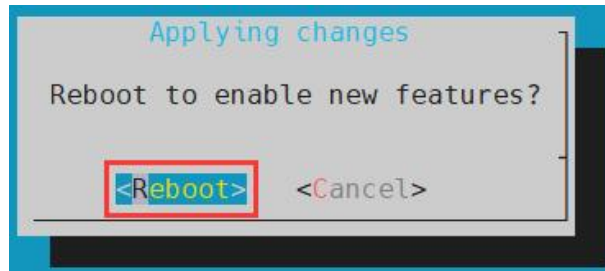 Applying changes
Reboot to enable new features?
<Reboot> <Cancel>